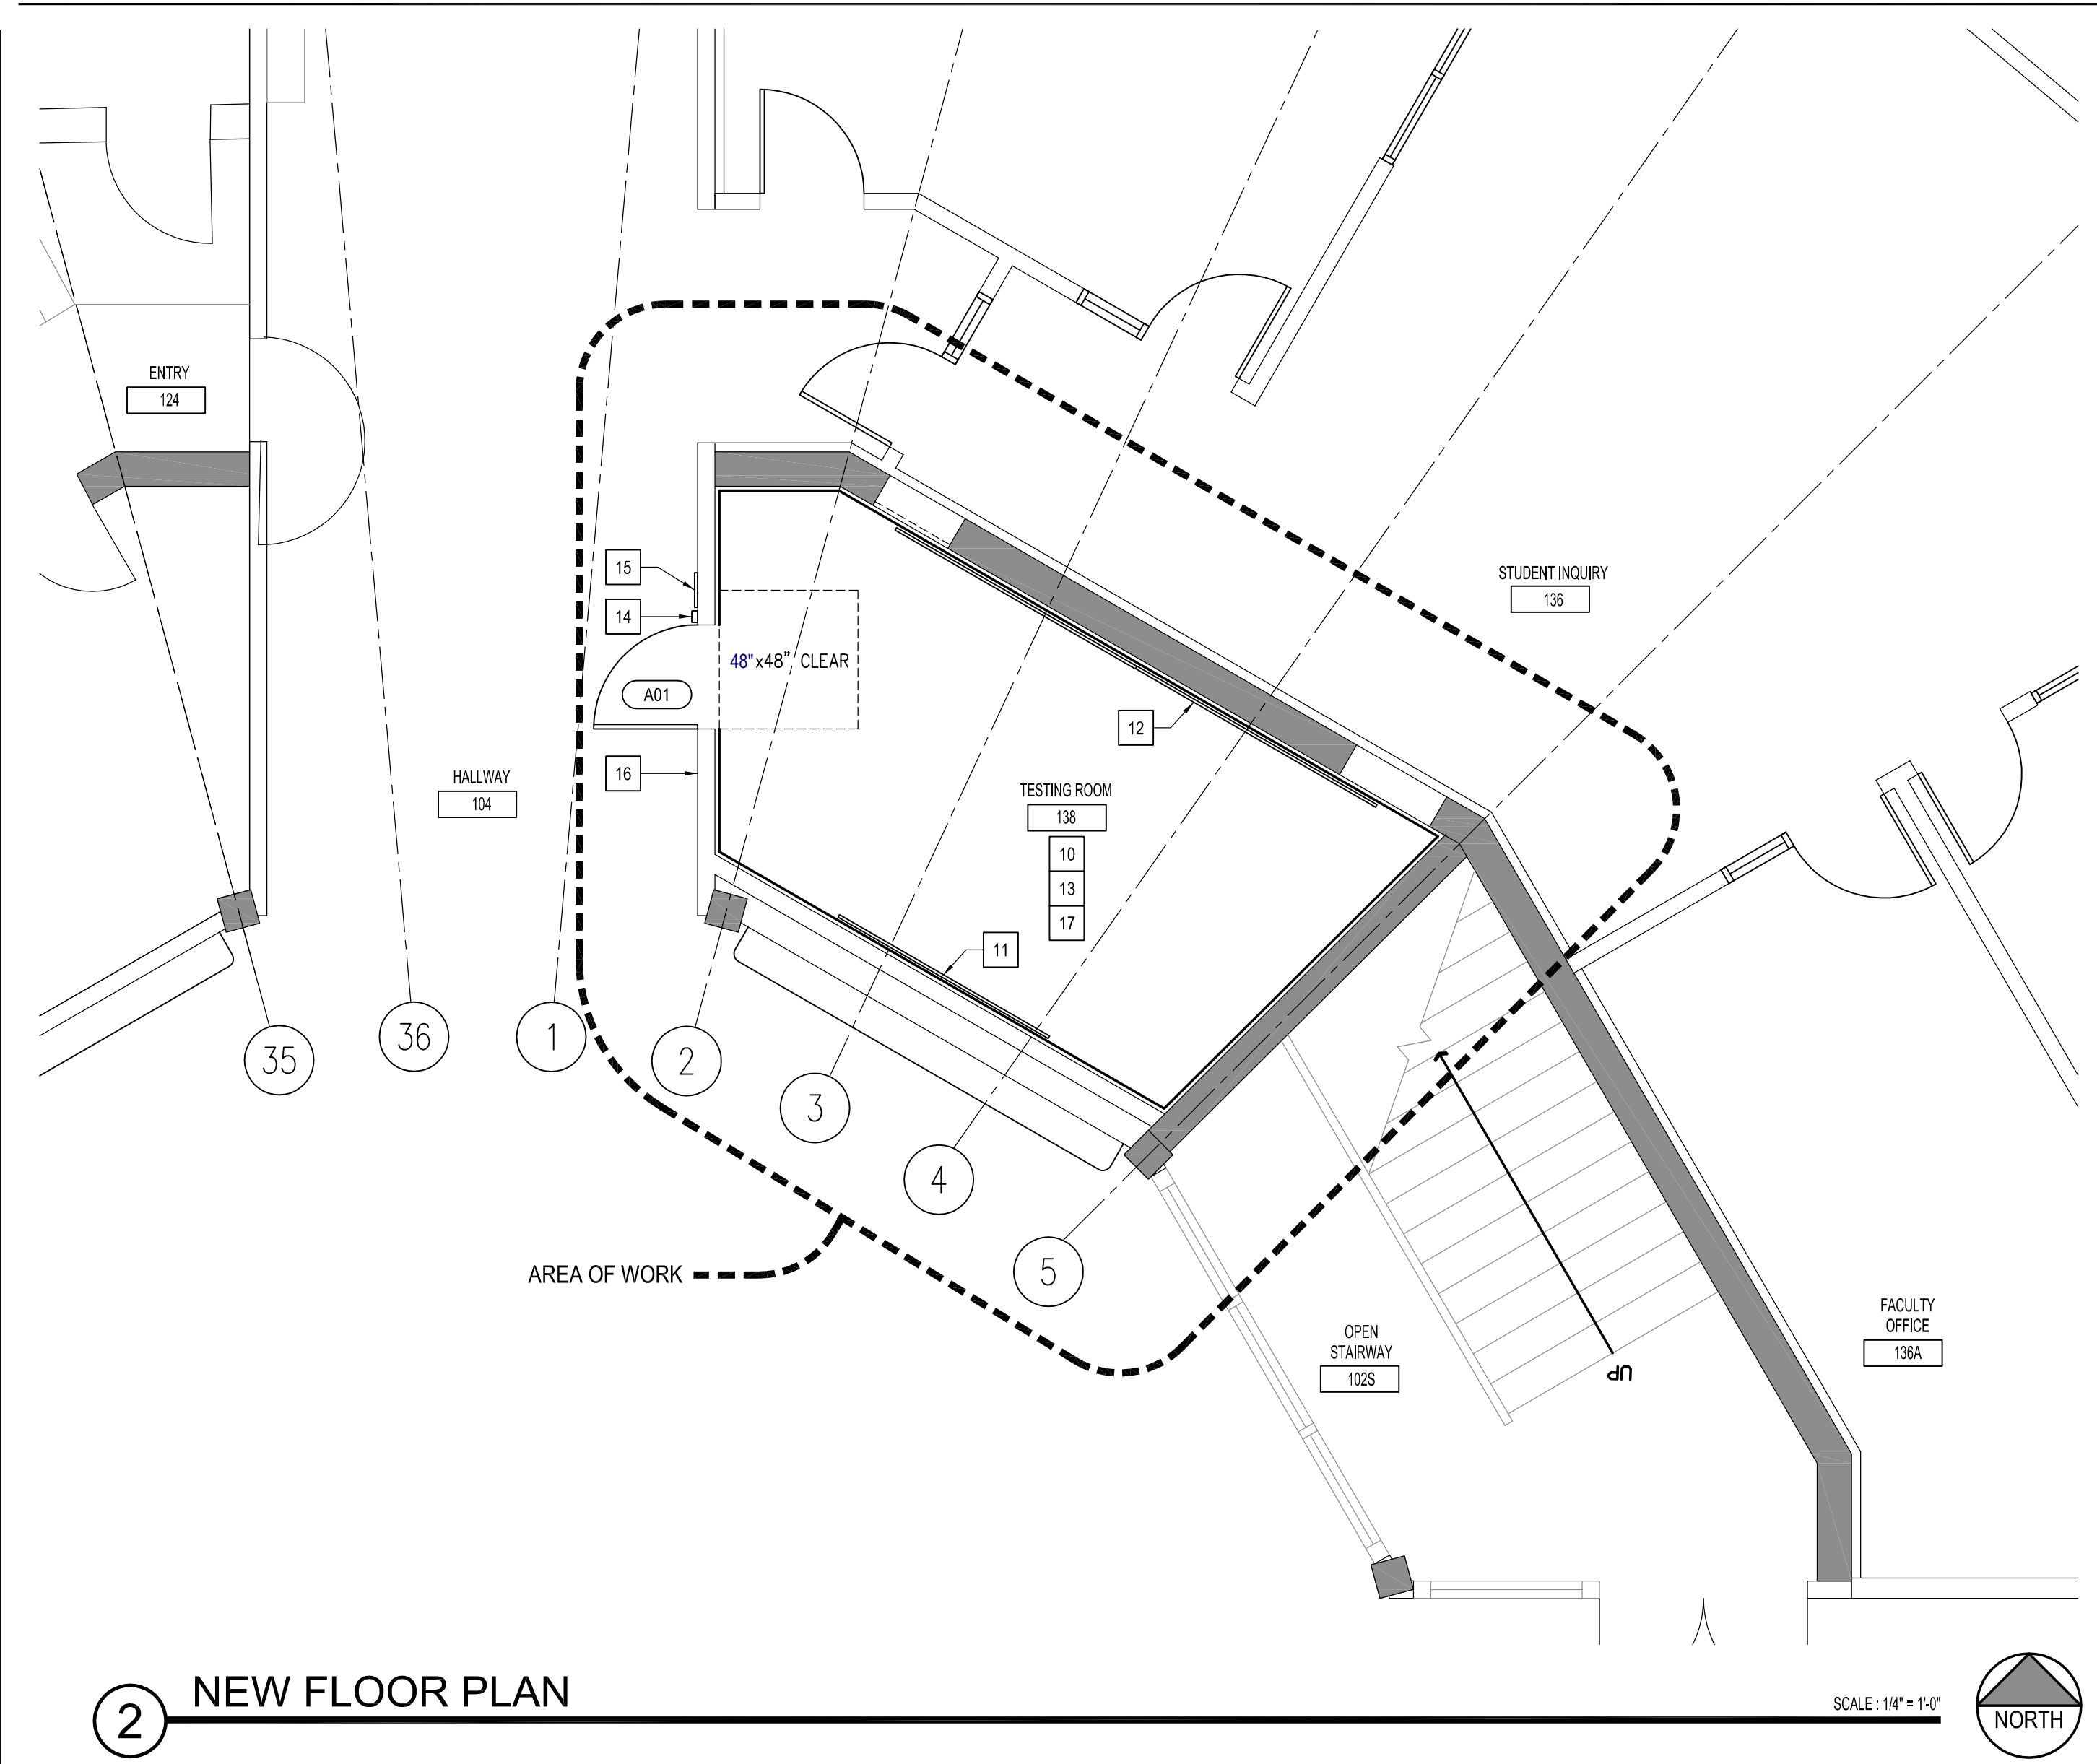 ENTRY
124
15
14
48"x48” CLEAR
A01
16
12
STUDENT INQUIRY
136
HALLWAY
104
TESTING ROOM
138
10
13
17
11
35
36
1
2
3
4
5
AREA OF WORK
OPEN
STAIRWAY
102S
UP
FACULTY
OFFICE
136A
2
NEW FLOOR PLAN
SCALE : 1/4" = 1'-0"
NORTH